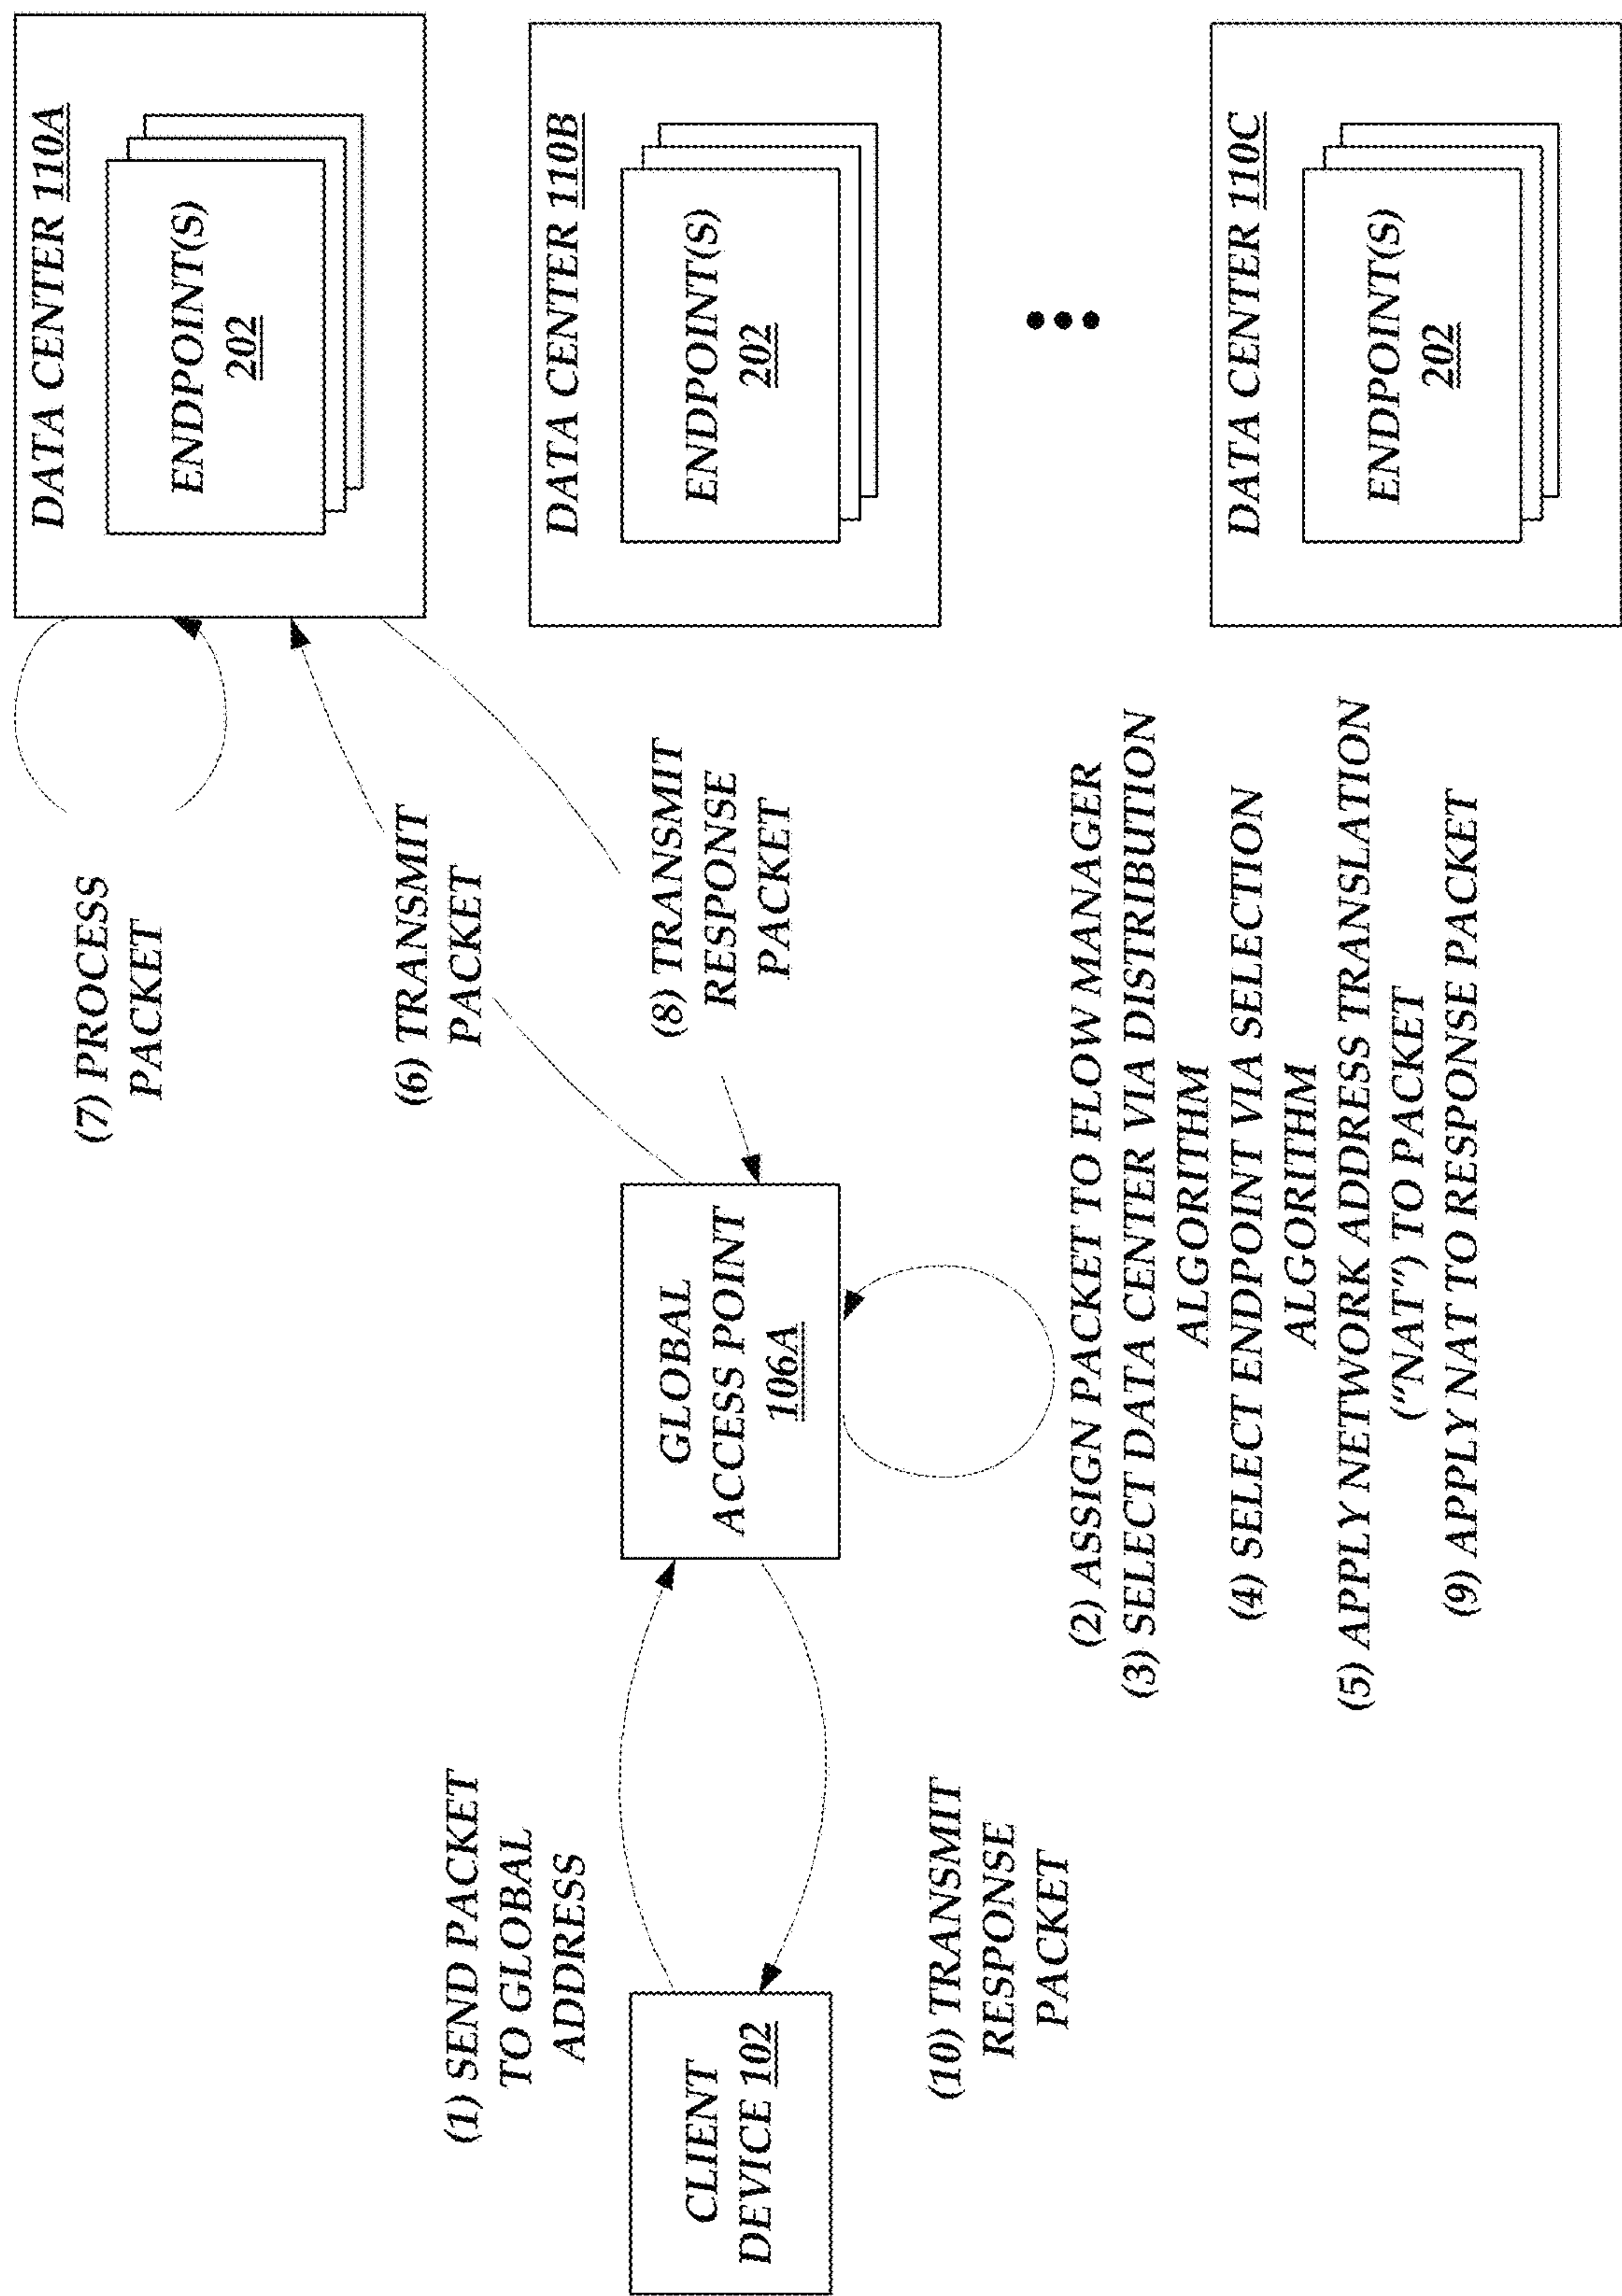 DATA CENTER 110A
ENDPOINT(S)
202
DATA CENTER 110B
ENDPOINT(S)
202
DATA CENTER 110C
ENDPOINT(S)
202
(7) PROCESS
PACKET
(6) TRANSMIT
PACKET
(8) TRANSMIT
RESPONSE
PACKET
GLOBAL
ACCESS POINT
106A
(1) SEND PACKET
TO GLOBAL
ADDRESS
CLIENT
DEVICE 102
(10) TRANSMIT
RESPONSE
PACKET
(2) ASSIGN PACKET TO FLOW MANAGER
(3) SELECT DATA CENTER VIA DISTRIBUTION
ALGORITHM
(4) SELECT ENDPOINT VIA SELECTION
ALGORITHM
(5) APPLY NETWORK ADDRESS TRANSLATION
("NAT") TO PACKET
(9) APPLY NAT TO RESPONSE PACKET